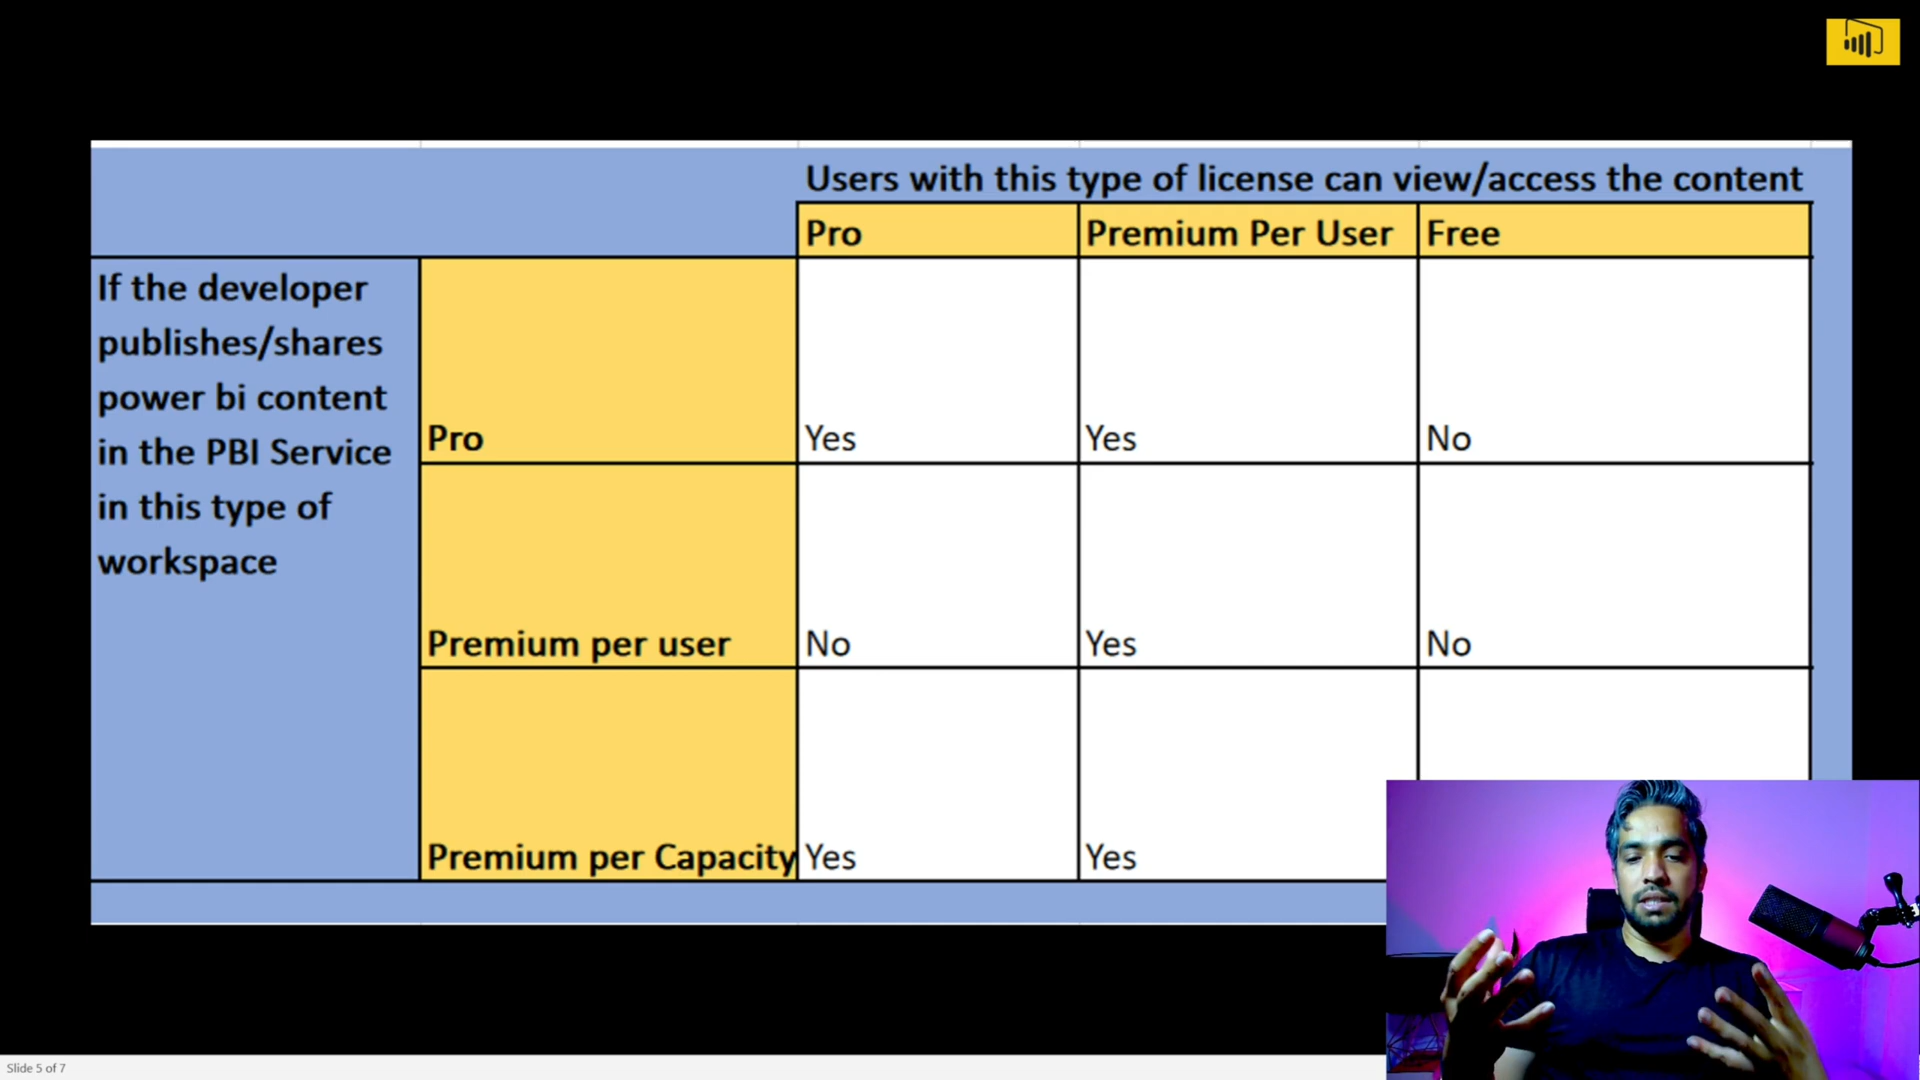 Users with this type of license can view/access the content
Pro Premium Per User Free
If the developer
publishes/shares
power bi content
in the PBI Service
in this type of
workspace
Pro Yes Yes No
Premium per user No Yes No
Premium per Capacity Yes Yes
Slide 5 of 7